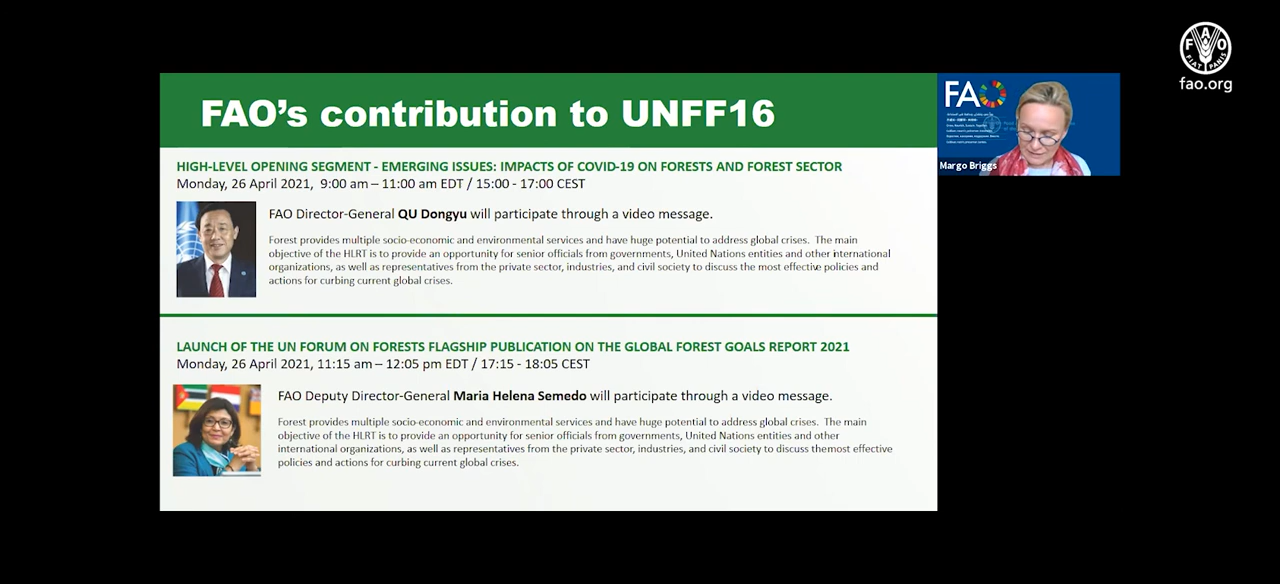 FAO
FIAT PANIS
fao.org
FAO's contribution to UNFF16
FAO
Margo Briggs
HIGH-LEVEL OPENING SEGMENT - EMERGING ISSUES: IMPACTS OF COVID-19 ON FORESTS AND FOREST SECTOR
Monday, 26 April 2021, 9:00 am – 11:00 am EDT / 15:00 - 17:00 CEST
FAO Director-General QU Dongyu will participate through a video message.
Forest provides multiple socio-economic and environmental services and have huge potential to address global crises. The main
objective of the HLRT is to provide an opportunity for senior officials from governments, United Nations entities and other international
organizations, as well as representatives from the private sector, industries, and civil society to discuss the most effective policies and
actions for curbing current global crises.
LAUNCH OF THE UN FORUM ON FORESTS FLAGSHIP PUBLICATION ON THE GLOBAL FOREST GOALS REPORT 2021
Monday, 26 April 2021, 11:15 am – 12:05 pm EDT / 17:15 - 18:05 CEST
FAO Deputy Director-General Maria Helena Semedo will participate through a video message.
Forest provides multiple socio-economic and environmental services and have huge potential to address global crises. The main
objective of the HLRT is to provide an opportunity for senior officials from governments, United Nations entities and other
international organizations, as well as representatives from the private sector, industries, and civil society to discuss themost effective
policies and actions for curbing current global crises.